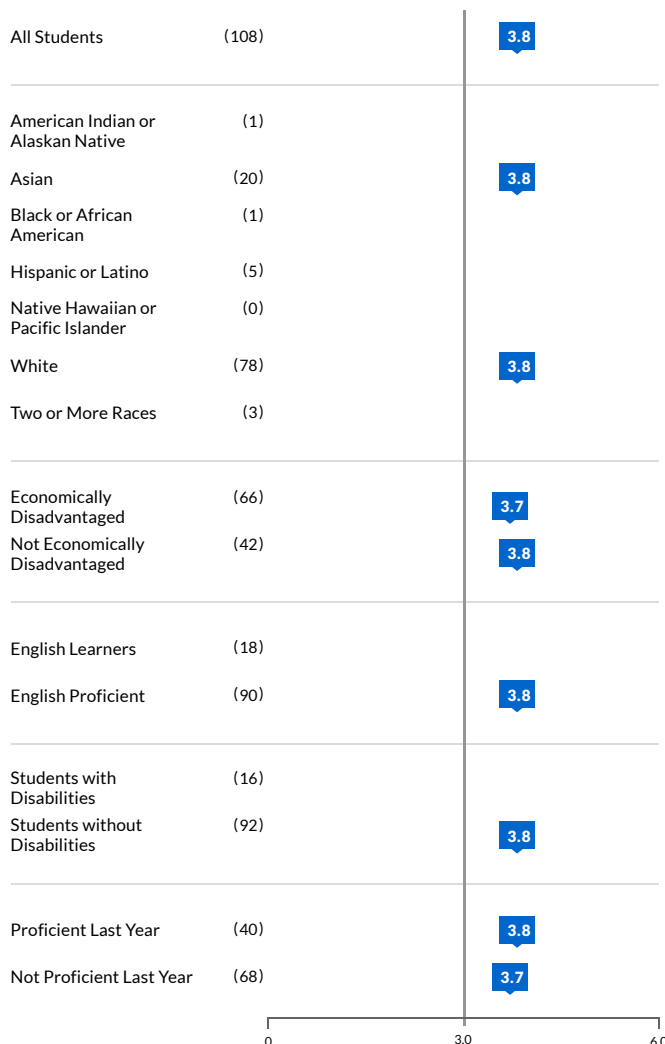 All Students (108) 3.8
American Indian or (1)
Alaskan Native
Asian (20) 3.8
Black or African (1)
American
Hispanic or Latino (5)
Native Hawaiian or (0)
Pacific Islander
White (78) 3.8
Two or More Races (3)
Economically (66) 3.7
Disadvantaged
Not Economically (42) 3.8
Disadvantaged
English Learners (18)
English Proficient (90) 3.8
Students with (16)
Disabilities
Students without (92) 3.8
Disabilities
Proficient Last Year (40) 3.8
Not Proficient Last Year (68) 3.7
0 3.0 6.0